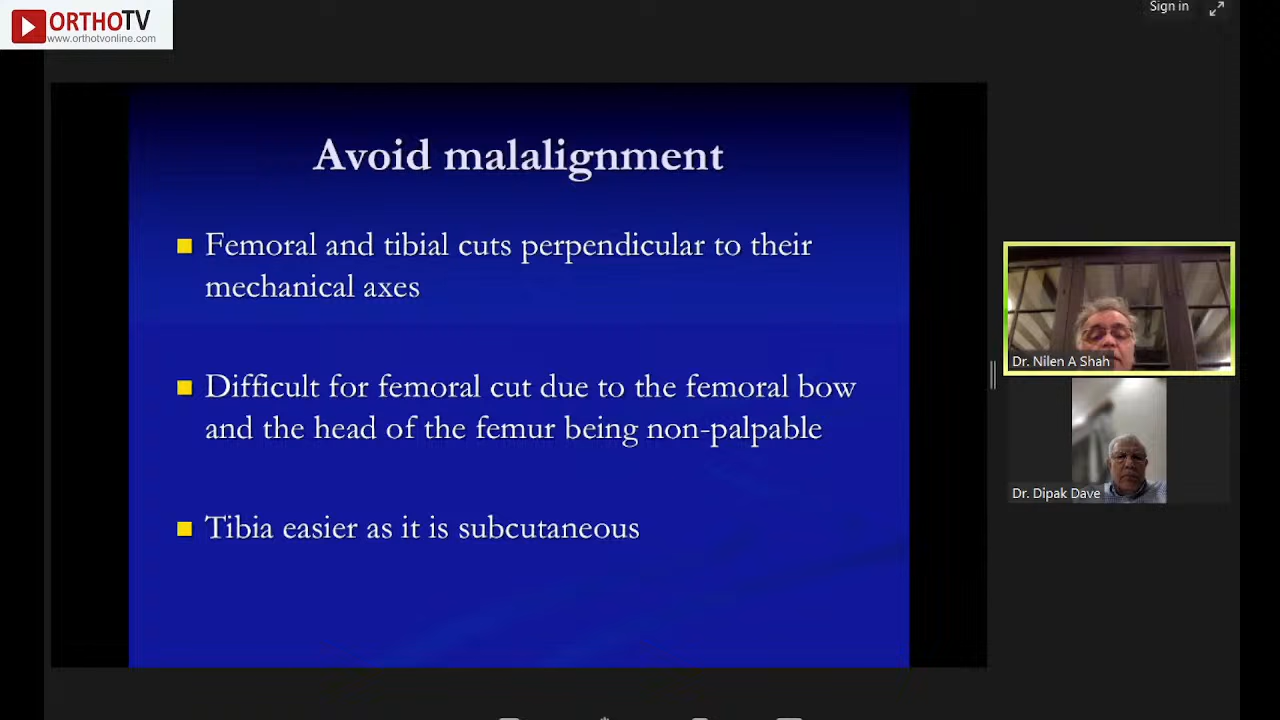 ORTHOTV
www.orthotvonline.com
Sign in
Avoid malalignment
Femoral and tibial cuts perpendicular to their
mechanical axes
Difficult for femoral cut due to the femoral bow
and the head of the femur being non-palpable
Tibia easier as it is subcutaneous
Dr. Nilen A Shah
Dr. Dipak Dave